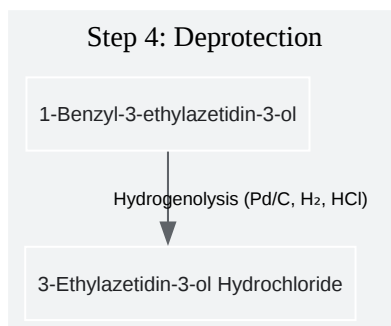 Step 4: Deprotection
1-Benzyl-3-ethylazetidin-3-ol
Hydrogenolysis (Pd/C, H₂, HCl)
3-Ethylazetidin-3-ol Hydrochloride